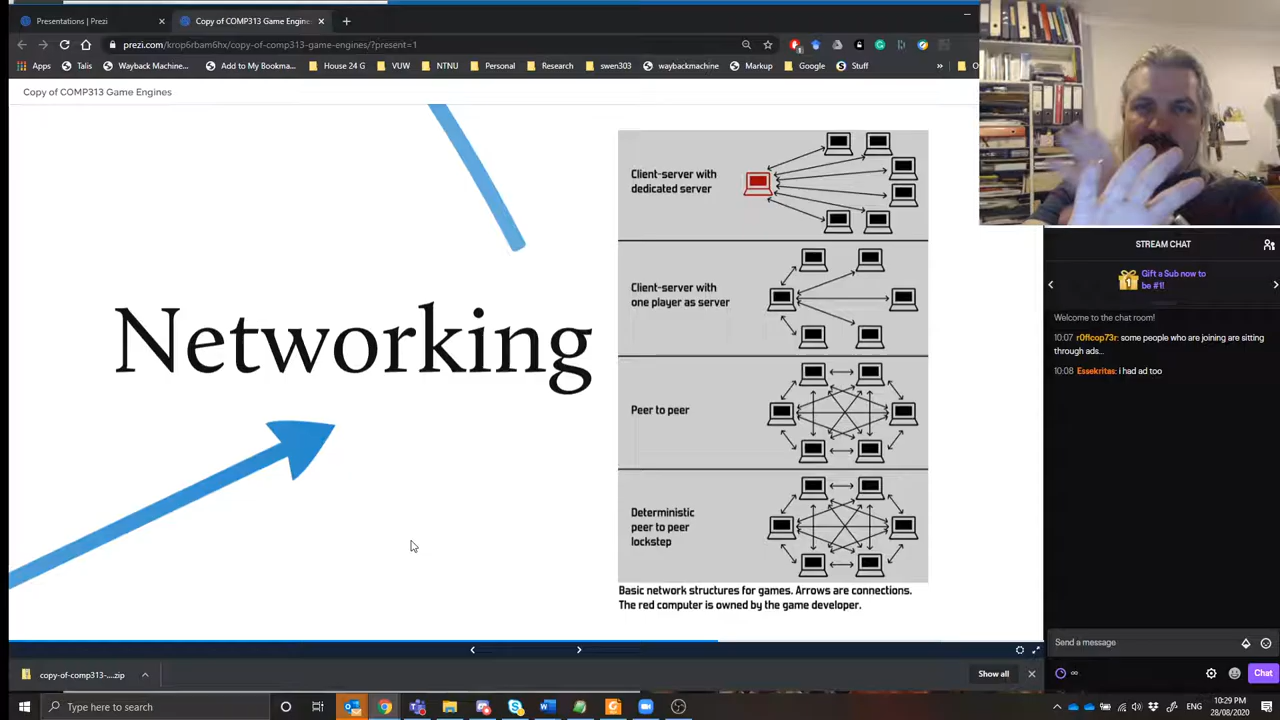 Presentations | Prezi
Copy of COMP313 Game Engines
prezi.com/krop6rbam6hx/copy-of-comp313-game-engines/?present=1
Apps
Talis
Wayback Machine...
Add to My Bookma...
House 24 G
VUW
NTNU
Personal
Research
swen303
waybackmachine
Markup
Google
Stuff
»
Copy of COMP313 Game Engines
Networking
Client-server with
dedicated server
Client-server with
one player as server
Peer to peer
Deterministic
peer to peer
lockstep
Basic network structures for games. Arrows are connections.
The red computer is owned by the game developer.
STREAM CHAT
Gift a Sub now to
be #1!
Welcome to the chat room!
10:07 r0ffcop73r: some people who are joining are sitting
through ads...
10:08 Essekritas: i had ad too
Send a message
Chat
copy-of-comp313-....zip
Show all
Type here to search
10:29 PM
28/08/2020